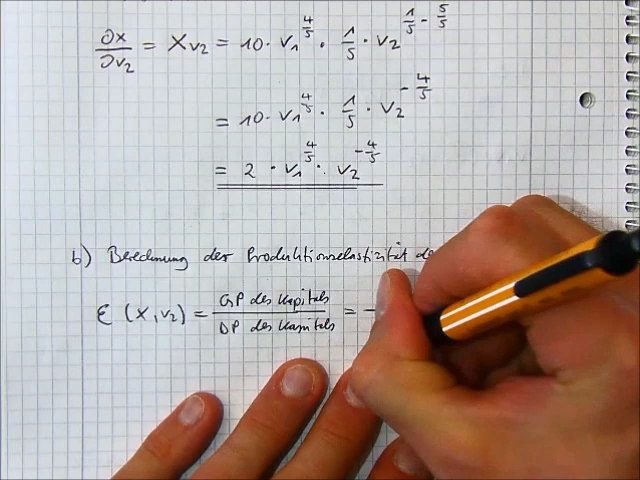 ∂x/∂v₂ = Xv₂ = 10 · v₁^(4/5) · 1/5 · v₂^(1/5 - 5/5)
= 10 · v₁^(4/5) · 1/5 · v₂^(-4/5)
= 2 · v₁^(4/5) · v₂^(-4/5)
b) Berechnung der Produktionselastizität de
ε (X, v₂) = GP des Kapitals / DP des Kapitals =